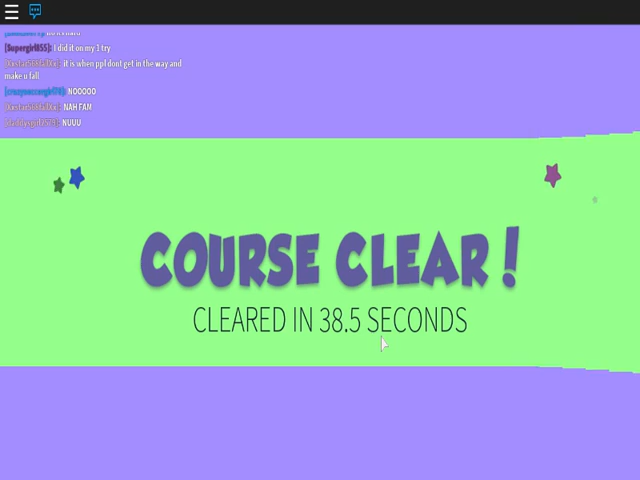 [Supergirl855]: I did it on my 1 try
it is when ppl dont get in the way and
make u fall
NOOOOO
NAH FAM
NUUU
COURSE CLEAR!
CLEARED IN 38.5 SECONDS